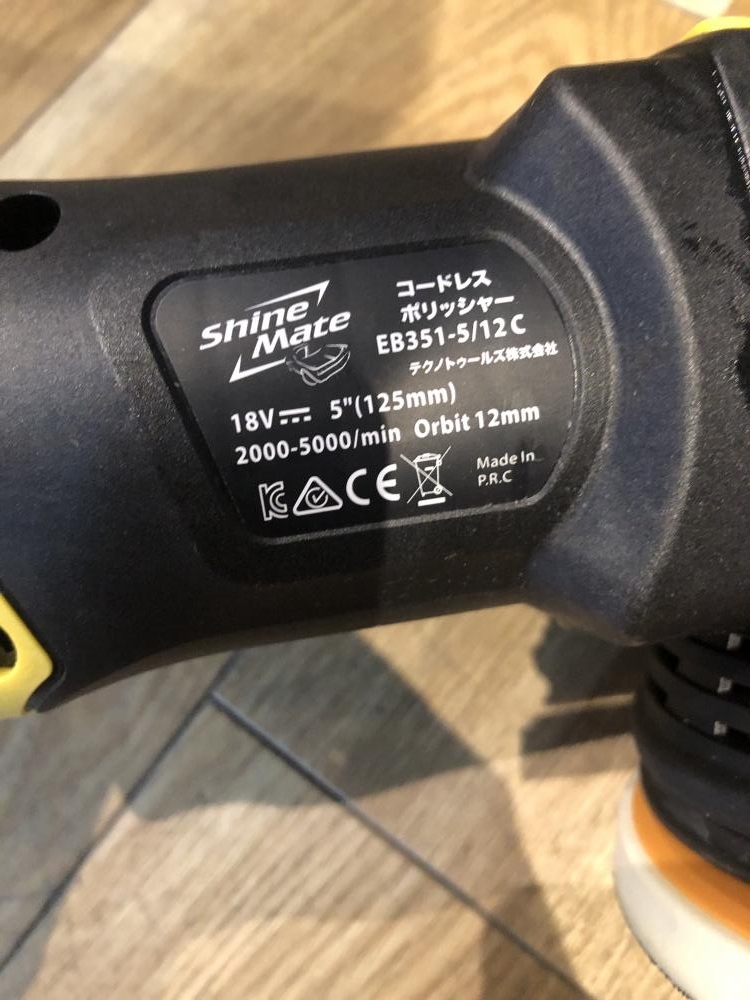 Shine
Mate
コードレス
ポリッシャー
EB351-5/12C
テクノトゥールズ株式会社
18V 5"(125mm)
2000-5000/min Orbit 12mm
CE
Made In
P.R.C